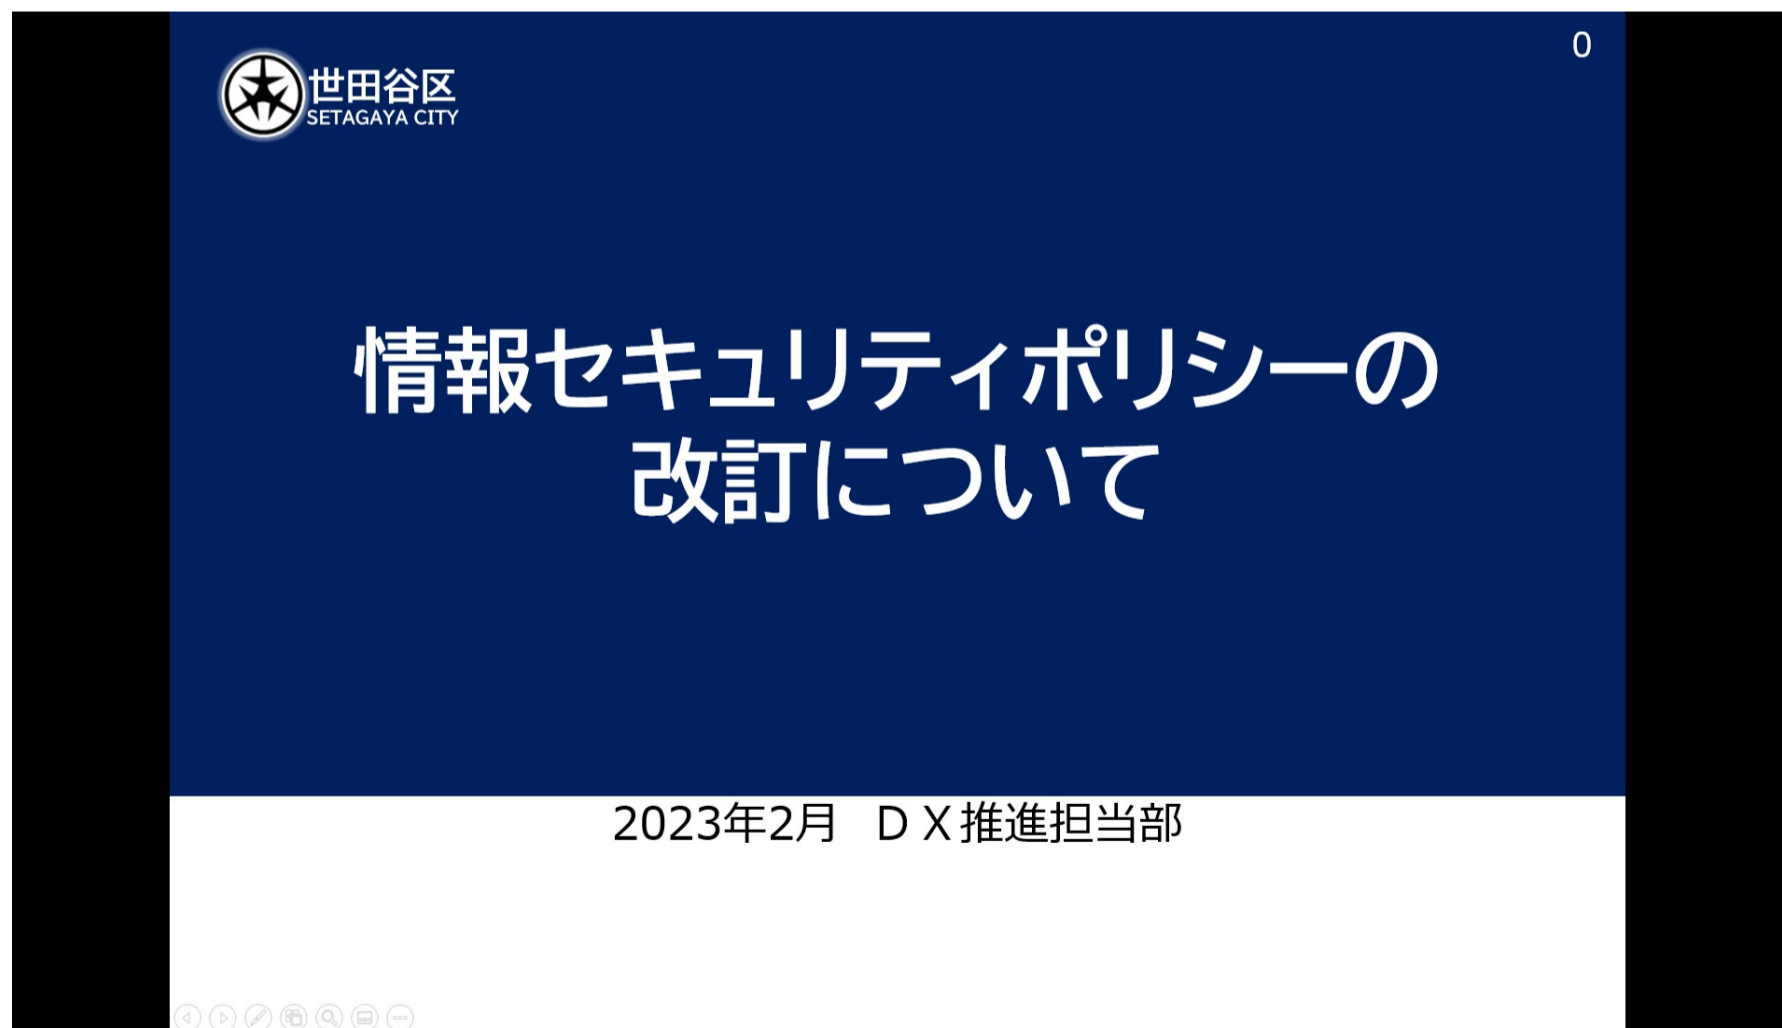 世田谷区
SETAGAYA CITY
0
情報セキュリティポリシーの
改訂について
2023年2月　ＤＸ推進担当部